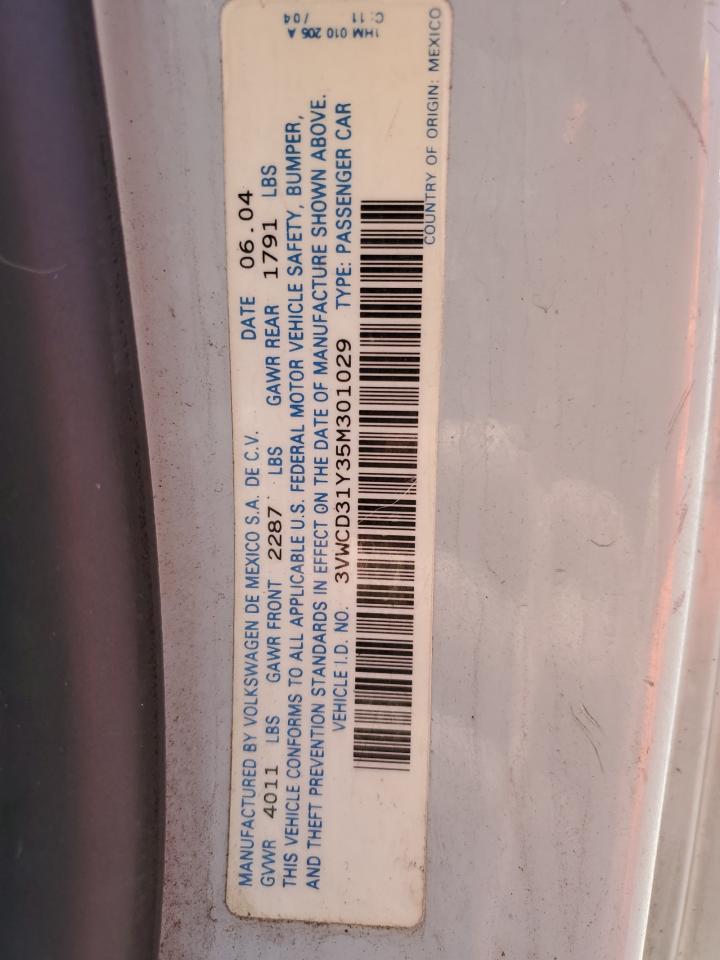 MANUFACTURED BY VOLKSWAGEN DE MEXICO S.A. DE C.V. DATE 06.04
GVWR 4011 LBS GAWR FRONT 2287 LBS GAWR REAR 1791 LBS
THIS VEHICLE CONFORMS TO ALL APPLICABLE U.S. FEDERAL MOTOR VEHICLE SAFETY, BUMPER,
AND THEFT PREVENTION STANDARDS IN EFFECT ON THE DATE OF MANUFACTURE SHOWN ABOVE.
VEHICLE I.D. NO. 3VWCD31Y35M301029 TYPE: PASSENGER CAR
COUNTRY OF ORIGIN: MEXICO
1HM 010 205 A
C:11 /04